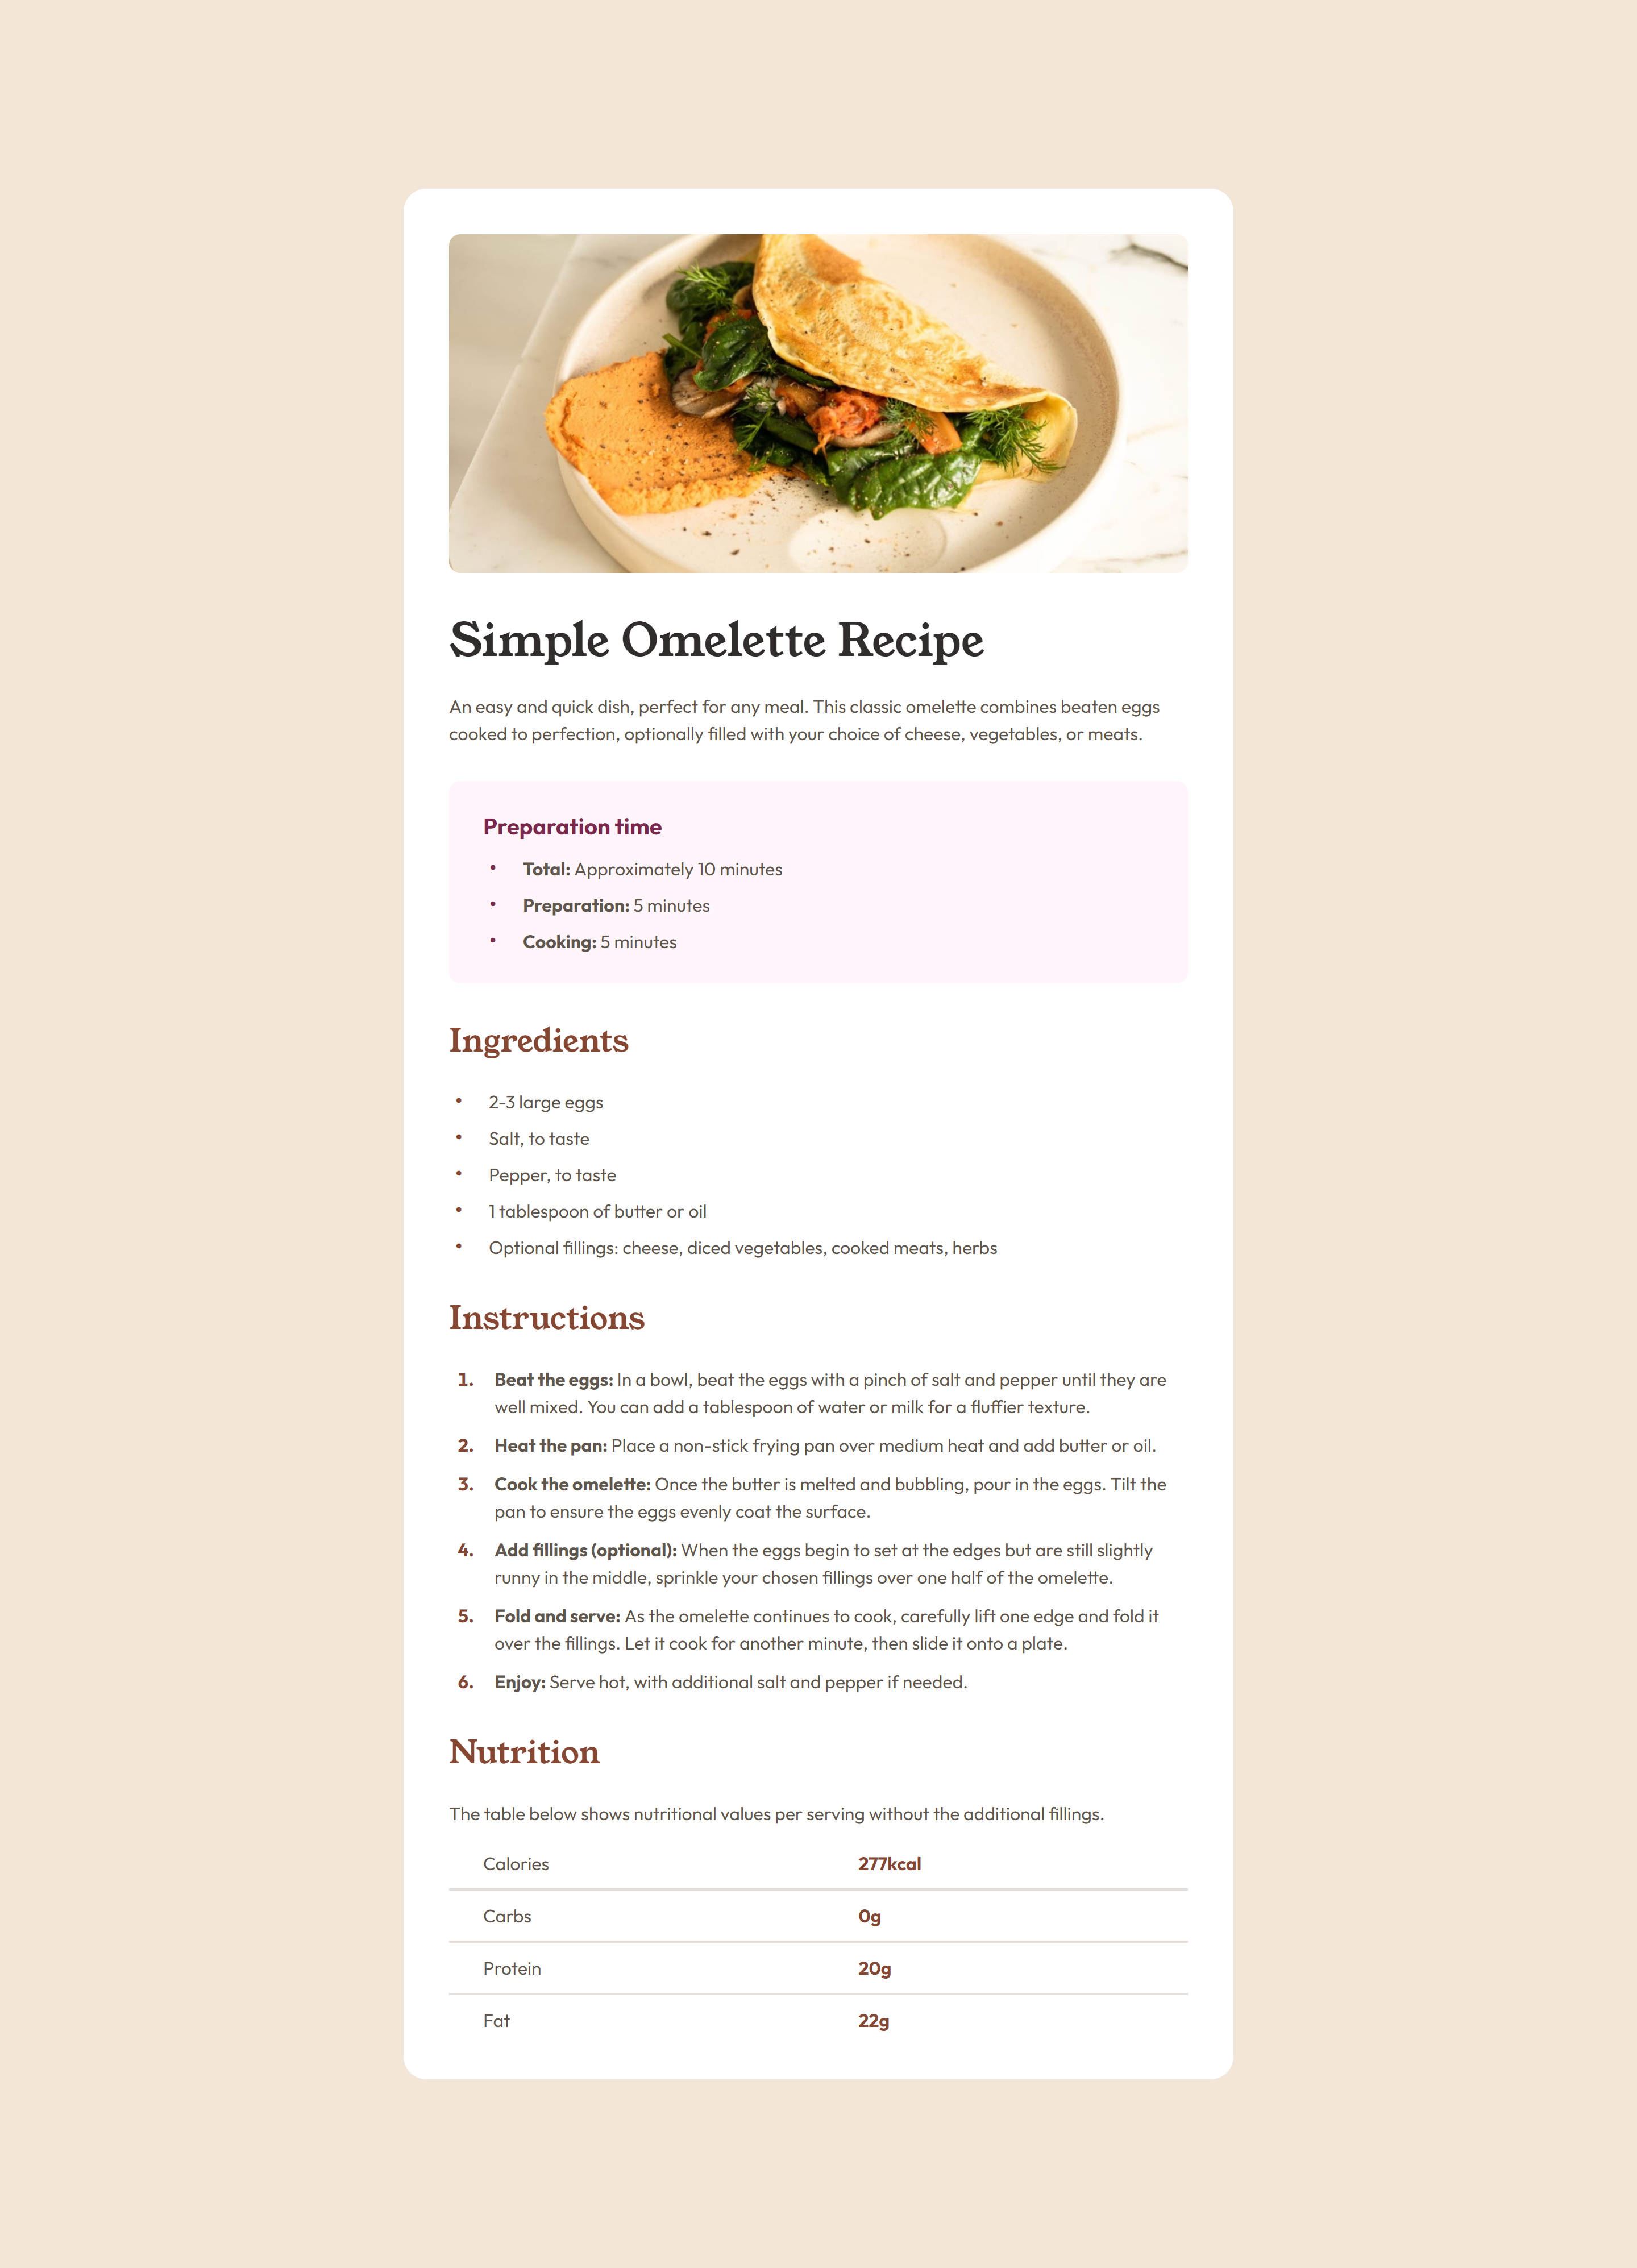 Simple Omelette Recipe
An easy and quick dish, perfect for any meal. This classic omelette combines beaten eggs
cooked to perfection, optionally filled with your choice of cheese, vegetables, or meats.
Preparation time
• Total: Approximately 10 minutes
• Preparation: 5 minutes
• Cooking: 5 minutes
Ingredients
• 2-3 large eggs
• Salt, to taste
• Pepper, to taste
• 1 tablespoon of butter or oil
• Optional fillings: cheese, diced vegetables, cooked meats, herbs
Instructions
1. Beat the eggs: In a bowl, beat the eggs with a pinch of salt and pepper until they are
well mixed. You can add a tablespoon of water or milk for a fluffier texture.
2. Heat the pan: Place a non-stick frying pan over medium heat and add butter or oil.
3. Cook the omelette: Once the butter is melted and bubbling, pour in the eggs. Tilt the
pan to ensure the eggs evenly coat the surface.
4. Add fillings (optional): When the eggs begin to set at the edges but are still slightly
runny in the middle, sprinkle your chosen fillings over one half of the omelette.
5. Fold and serve: As the omelette continues to cook, carefully lift one edge and fold it
over the fillings. Let it cook for another minute, then slide it onto a plate.
6. Enjoy: Serve hot, with additional salt and pepper if needed.
Nutrition
The table below shows nutritional values per serving without the additional fillings.
Calories 277kcal
Carbs 0g
Protein 20g
Fat 22g